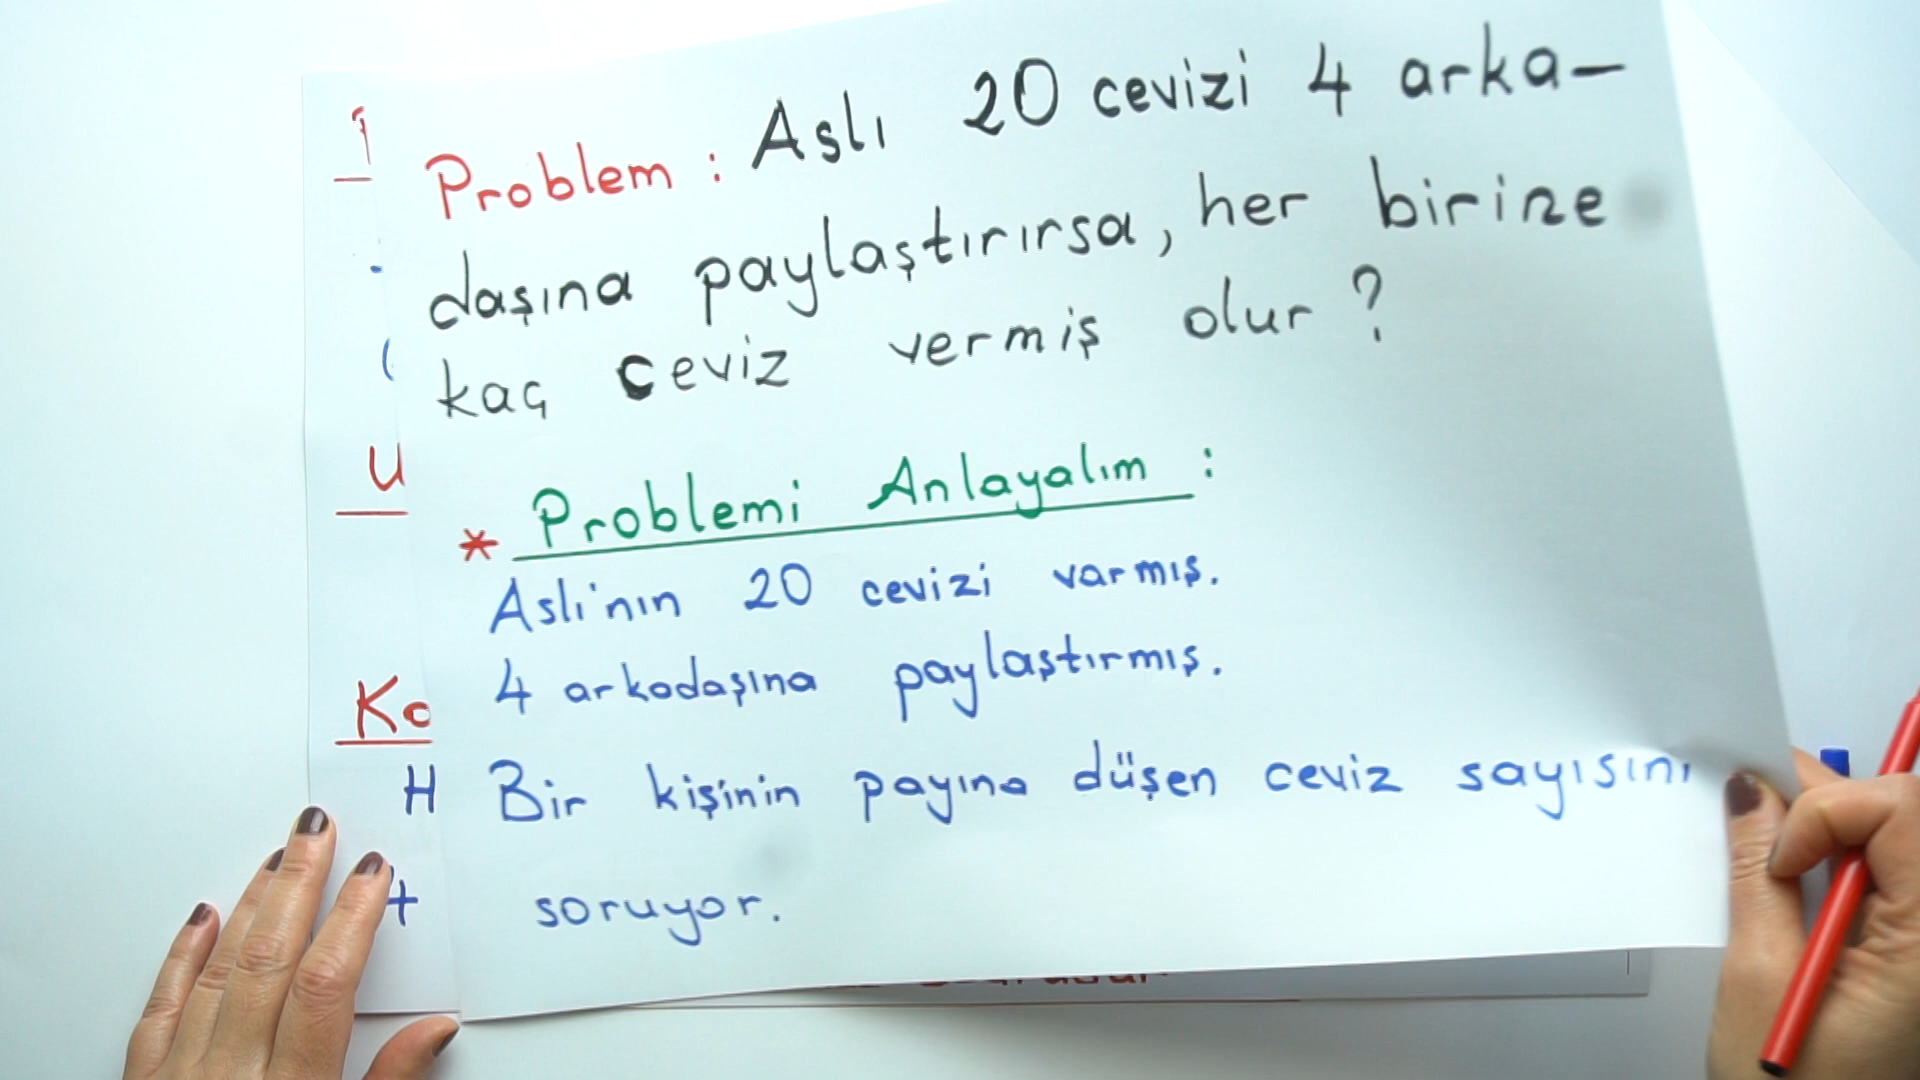 Problem : Aslı 20 cevizi 4 arka-
daşına paylaştırırsa, her birine
kaç ceviz vermiş olur ?
* Problemi Anlayalım :
Aslı'nın 20 cevizi varmış.
4 arkadaşına paylaştırmış.
Bir kişinin payına düşen ceviz sayısını
soruyor.